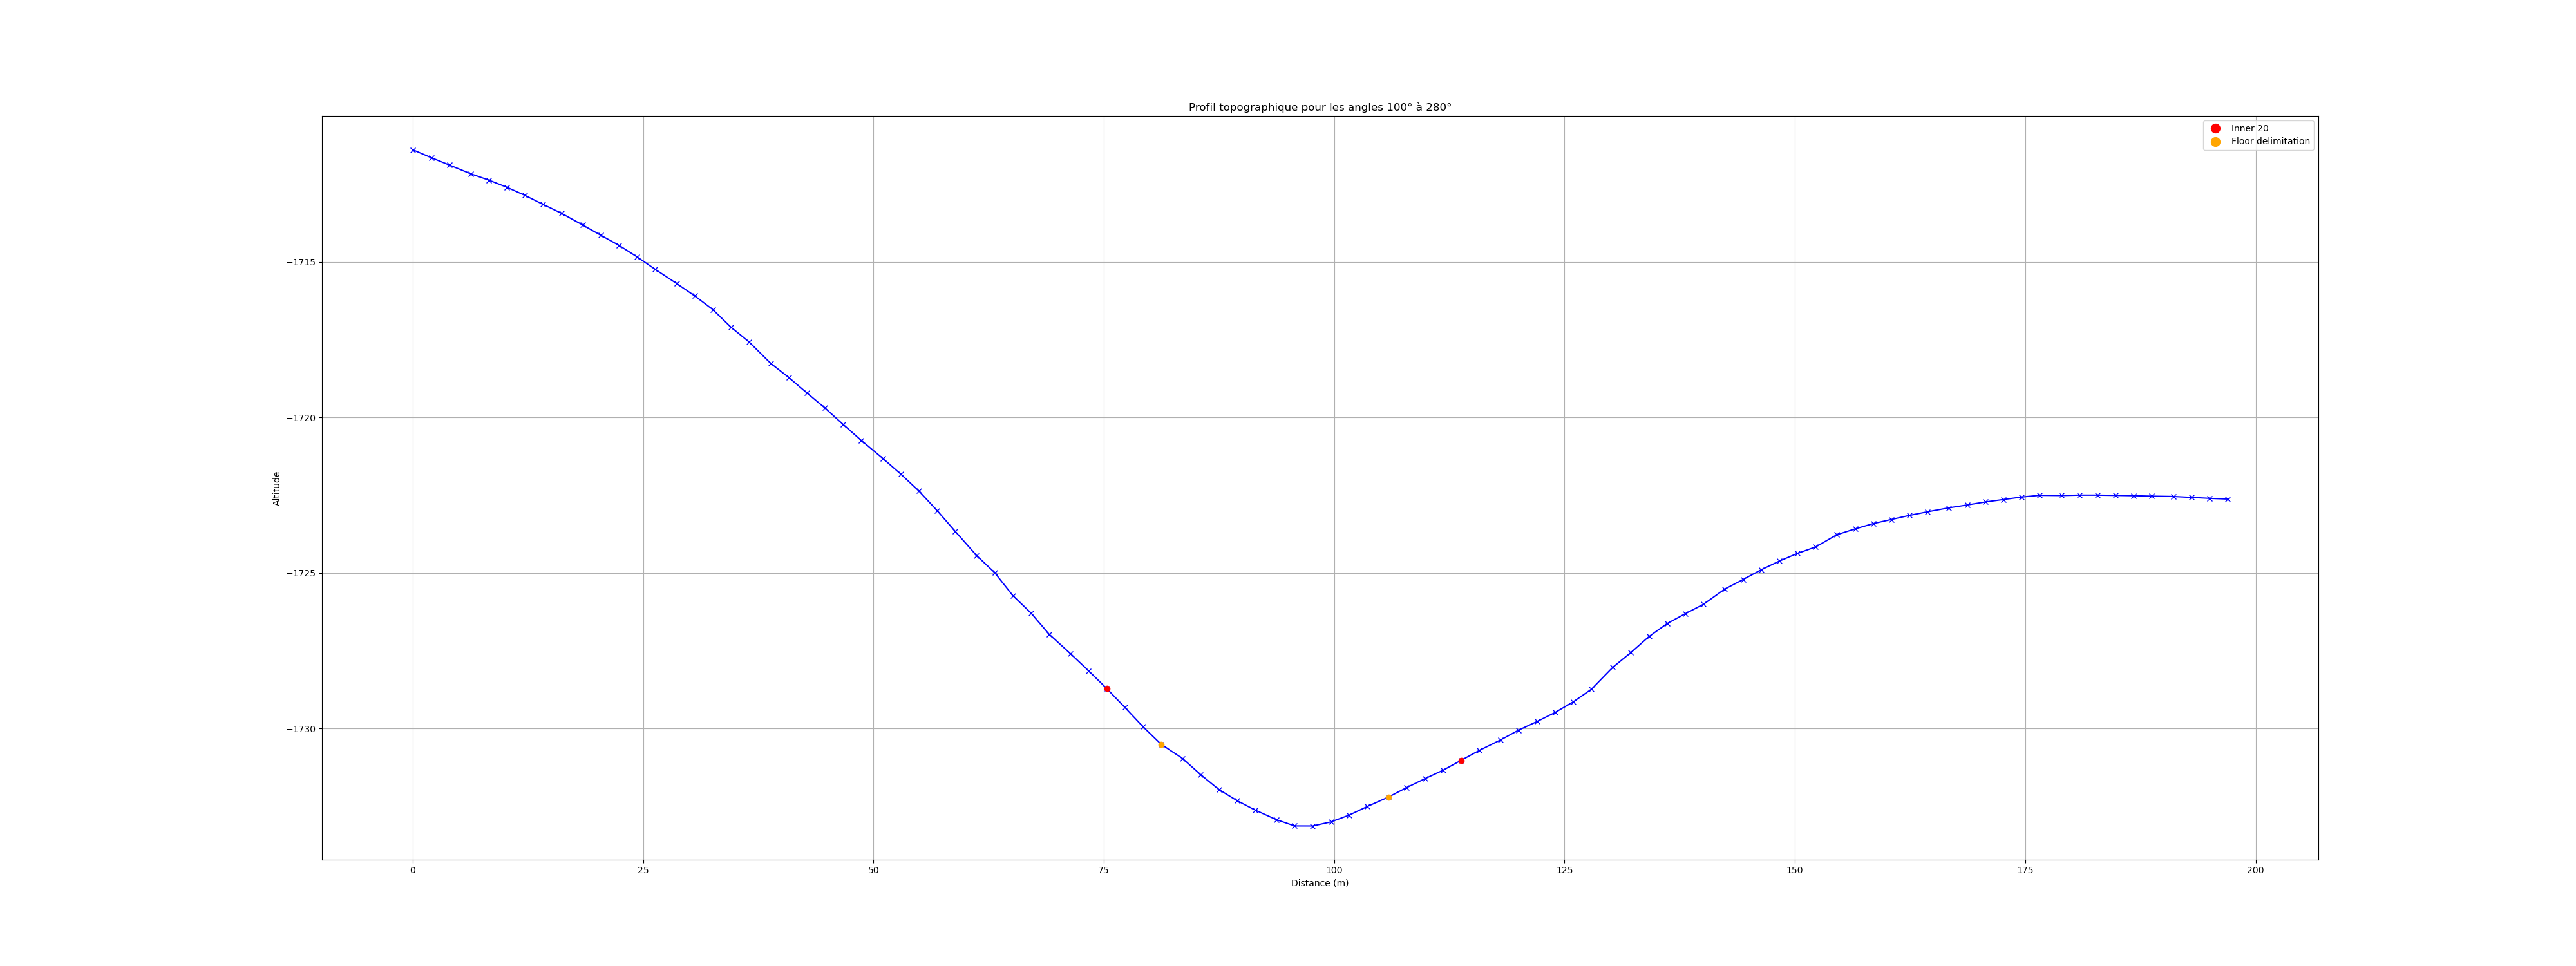 Profil topographique pour les angles 100° à 280°
Inner 20
Floor delimitation
−1715
−1720
−1725
−1730
Altitude
0 25 50 75 100 125 150 175 200
Distance (m)